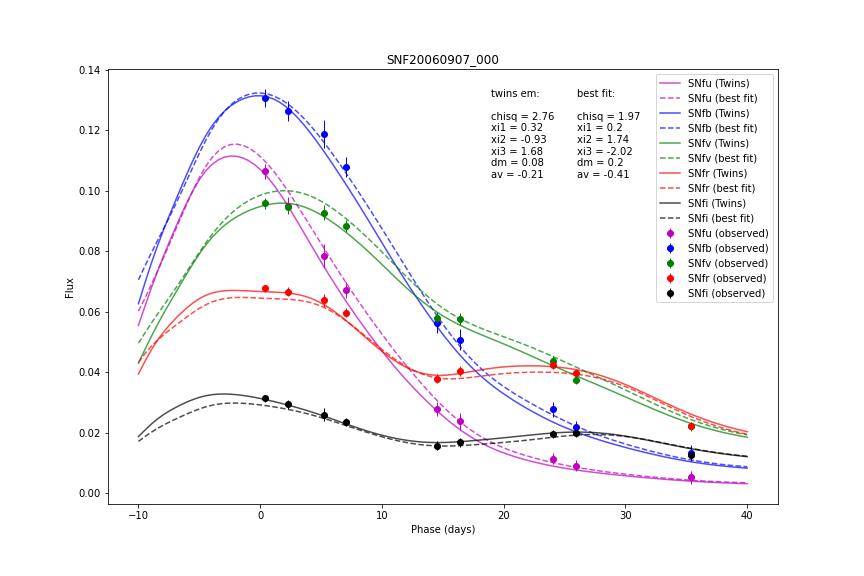 SNF20060907_000
Flux
0.14
0.12
0.10
0.08
0.06
0.04
0.02
0.00
twins em:
chisq = 2.76
xi1 = 0.32
xi2 = -0.93
xi3 = 1.68
dm = 0.08
av = -0.21
best fit:
chisq = 1.97
xi1 = 0.2
xi2 = 1.74
xi3 = -2.02
dm = 0.2
av = -0.41
SNfu (Twins)
SNfu (best fit)
SNfb (Twins)
SNfb (best fit)
SNfv (Twins)
SNfv (best fit)
SNfr (Twins)
SNfr (best fit)
SNfi (Twins)
SNfi (best fit)
SNfu (observed)
SNfb (observed)
SNfv (observed)
SNfr (observed)
SNfi (observed)
−10 0 10 20 30 40
Phase (days)